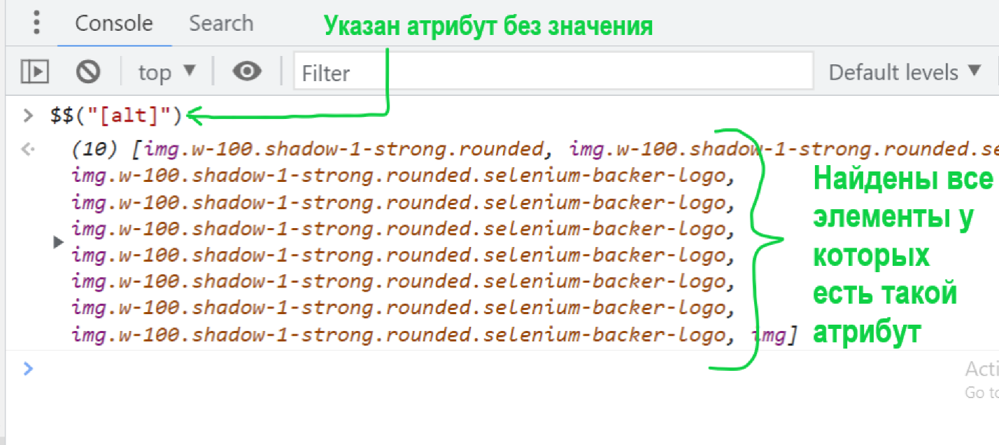 Console Search Указан атрибут без значения
top ▼ Filter Default levels ▼
> $$("[alt]")
(10) [img.w-100.shadow-1-strong.rounded, img.w-100.shadow-1-strong.rounded.se
img.w-100.shadow-1-strong.rounded.selenium-backer-logo,
img.w-100.shadow-1-strong.rounded.selenium-backer-logo,
img.w-100.shadow-1-strong.rounded.selenium-backer-logo,
img.w-100.shadow-1-strong.rounded.selenium-backer-logo,
img.w-100.shadow-1-strong.rounded.selenium-backer-logo,
img.w-100.shadow-1-strong.rounded.selenium-backer-logo,
img.w-100.shadow-1-strong.rounded.selenium-backer-logo, img]
Найдены все
элементы у
которых
есть такой
атрибут
>
Acti
Go to